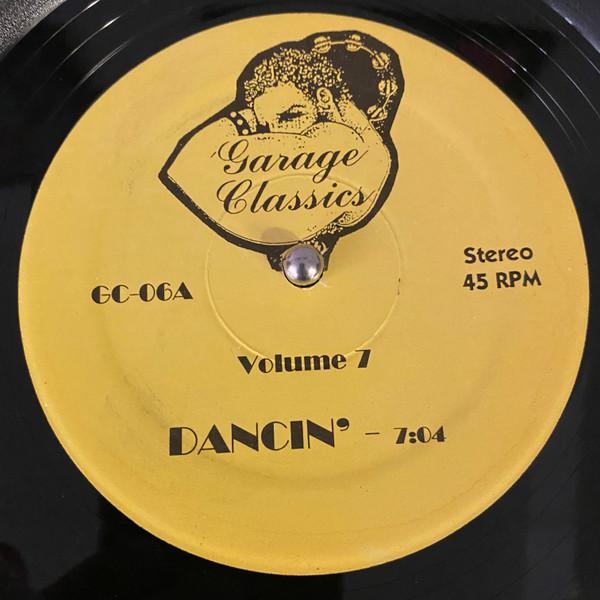 Garage
Classics
Stereo
GC-06A
45 RPM
Volume 7
DANCIN' - 7:04